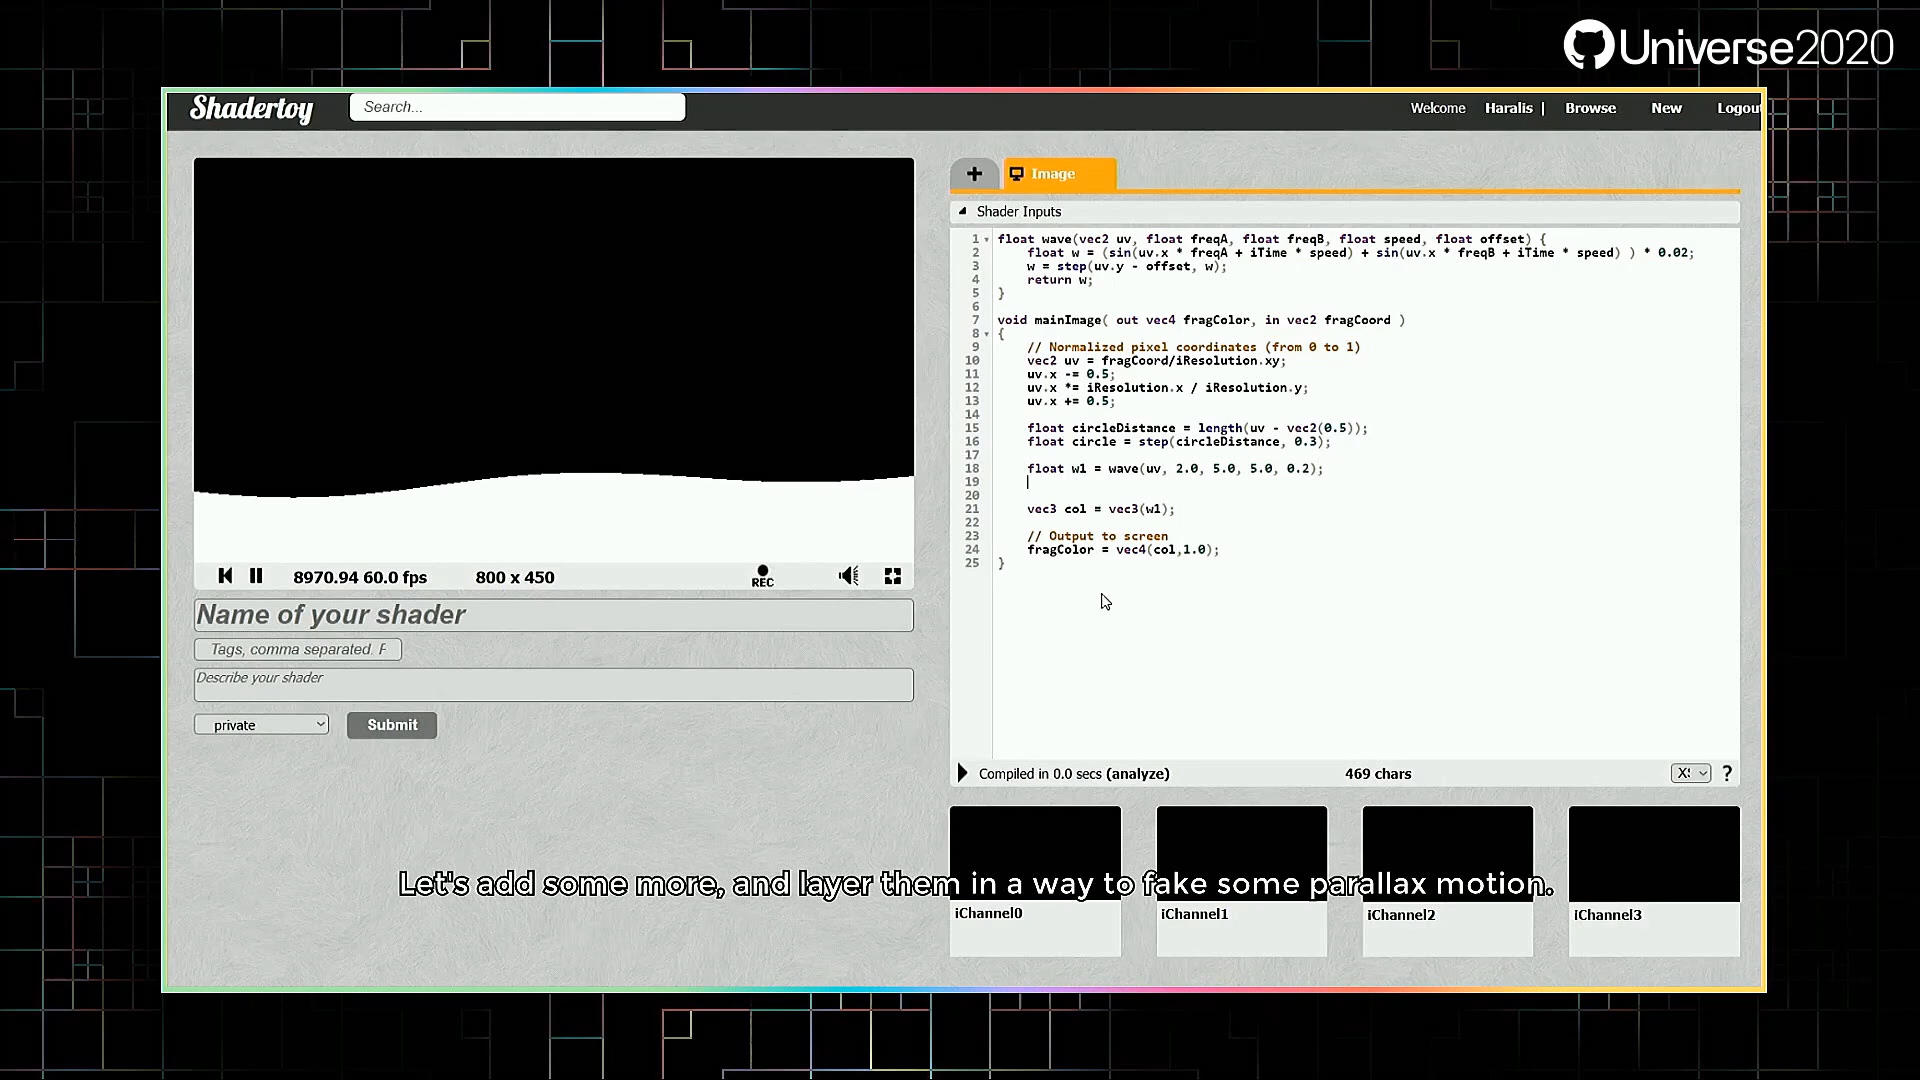 Universe2020
Shadertoy
Search...
Welcome Haralis | Browse New Logout
+ Image
Shader Inputs
1 float wave(vec2 uv, float freqA, float freqB, float speed, float offset) {
2 float w = (sin(uv.x * freqA + iTime * speed) + sin(uv.x * freqB + iTime * speed) ) * 0.02;
3 w = step(uv.y - offset, w);
4 return w;
5 }
6
7 void mainImage( out vec4 fragColor, in vec2 fragCoord )
8 {
9 // Normalized pixel coordinates (from 0 to 1)
10 vec2 uv = fragCoord/iResolution.xy;
11 uv.x -= 0.5;
12 uv.x *= iResolution.x / iResolution.y;
13 uv.x += 0.5;
14
15 float circleDistance = length(uv - vec2(0.5));
16 float circle = step(circleDistance, 0.3);
17
18 float w1 = wave(uv, 2.0, 5.0, 5.0, 0.2);
19
20
21 vec3 col = vec3(w1);
22
23 // Output to screen
24 fragColor = vec4(col,1.0);
25 }
8970.94 60.0 fps 800 x 450 REC
Name of your shader
Tags, comma separated. F
Describe your shader
private Submit
Compiled in 0.0 secs (analyze) 469 chars ?
Let's add some more, and layer them in a way to fake some parallax motion.
iChannel0 iChannel1 iChannel2 iChannel3